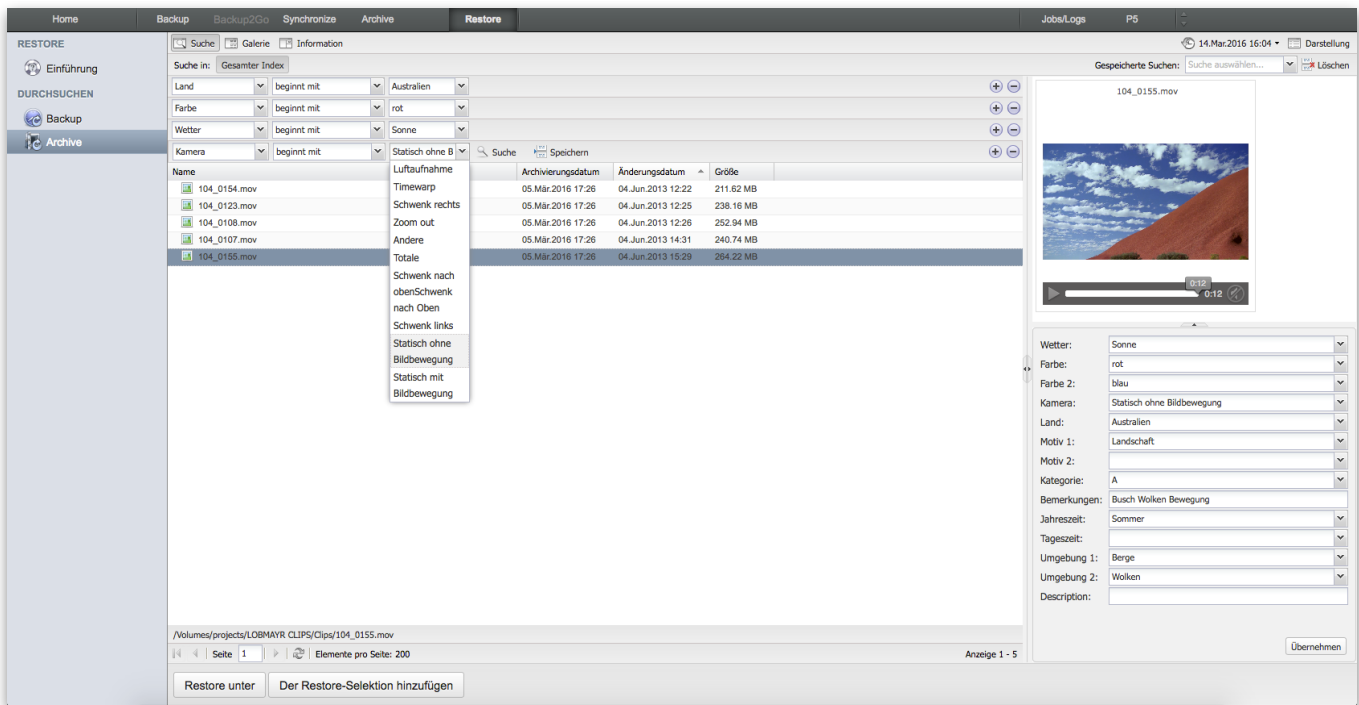 Home Backup Backup2Go Synchronize Archive Restore Jobs/Logs P5
RESTORE
Einführung
DURCHSUCHEN
Backup
Archive
Suche Galerie Information 14.Mar.2016 16:04 Darstellung
Suche in: Gesamter Index Gespeicherte Suchen: Suche auswählen... Löschen
Land beginnt mit Australien
Farbe beginnt mit rot
Wetter beginnt mit Sonne
Kamera beginnt mit Statisch ohne B Suche Speichern
Luftaufnahme
Timewarp
Schwenk rechts
Zoom out
Andere
Totale
Schwenk nach
obenSchwenk
nach Oben
Schwenk links
Statisch ohne
Bildbewegung
Statisch mit
Bildbewegung
Name Archivierungsdatum Änderungsdatum Größe
104_0154.mov 05.Mär.2016 17:26 04.Jun.2013 12:22 211.62 MB
104_0123.mov 05.Mär.2016 17:26 04.Jun.2013 12:25 238.16 MB
104_0108.mov 05.Mär.2016 17:26 04.Jun.2013 12:26 252.94 MB
104_0107.mov 05.Mär.2016 17:26 04.Jun.2013 14:31 240.74 MB
104_0155.mov 05.Mär.2016 17:26 04.Jun.2013 15:29 264.22 MB
104_0155.mov
0:12
0:12
Wetter: Sonne
Farbe: rot
Farbe 2: blau
Kamera: Statisch ohne Bildbewegung
Land: Australien
Motiv 1: Landschaft
Motiv 2:
Kategorie: A
Bemerkungen: Busch Wolken Bewegung
Jahreszeit: Sommer
Tageszeit:
Umgebung 1: Berge
Umgebung 2: Wolken
Description:
Übernehmen
/Volumes/projects/LOBMAYR CLIPS/Clips/104_0155.mov
Seite 1 Elemente pro Seite: 200 Anzeige 1 - 5
Restore unter Der Restore-Selektion hinzufügen